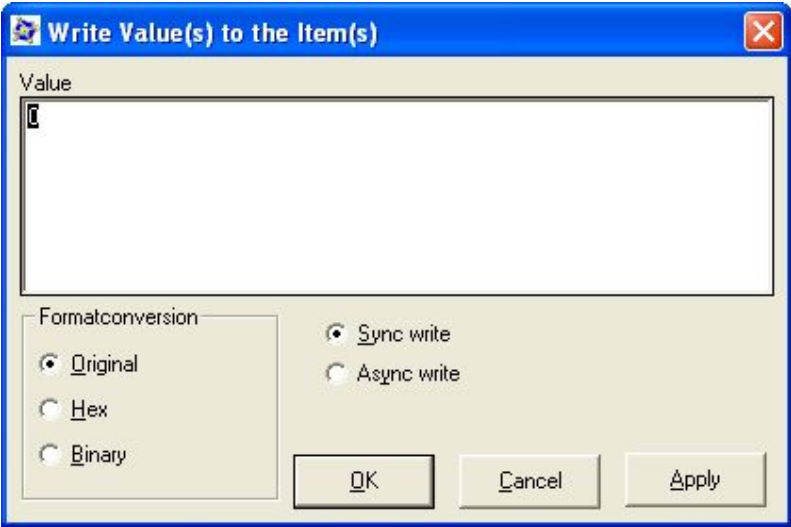 Write Value(s) to the Item(s)
Value
0
Formatconversion
Original
Hex
Binary
Sync write
Async write
OK
Cancel
Apply